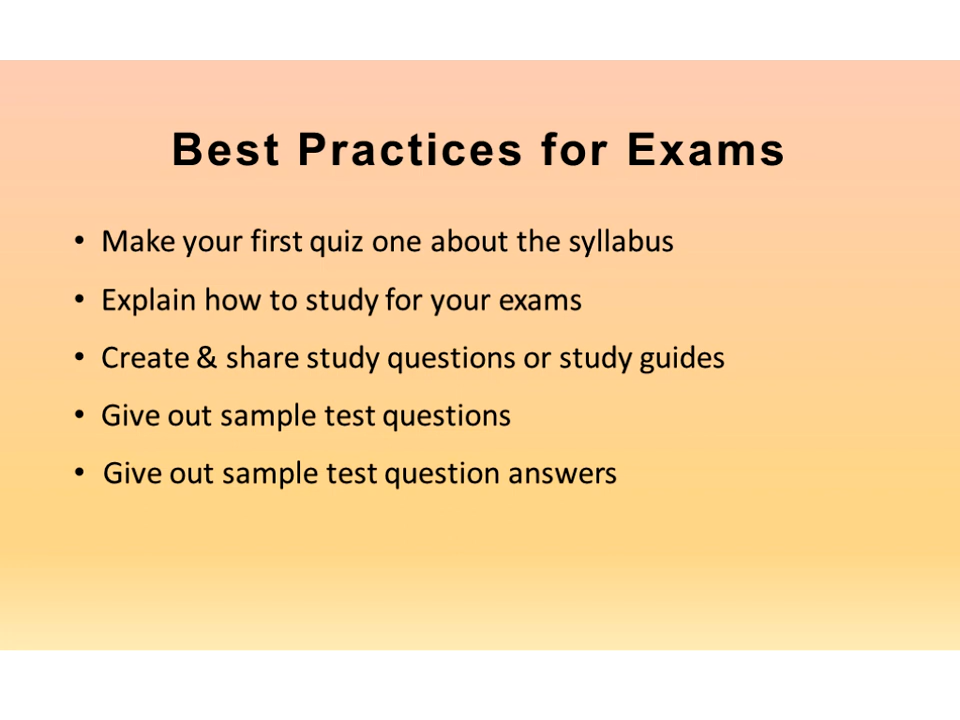 Best Practices for Exams
• Make your first quiz one about the syllabus
• Explain how to study for your exams
• Create & share study questions or study guides
• Give out sample test questions
• Give out sample test question answers